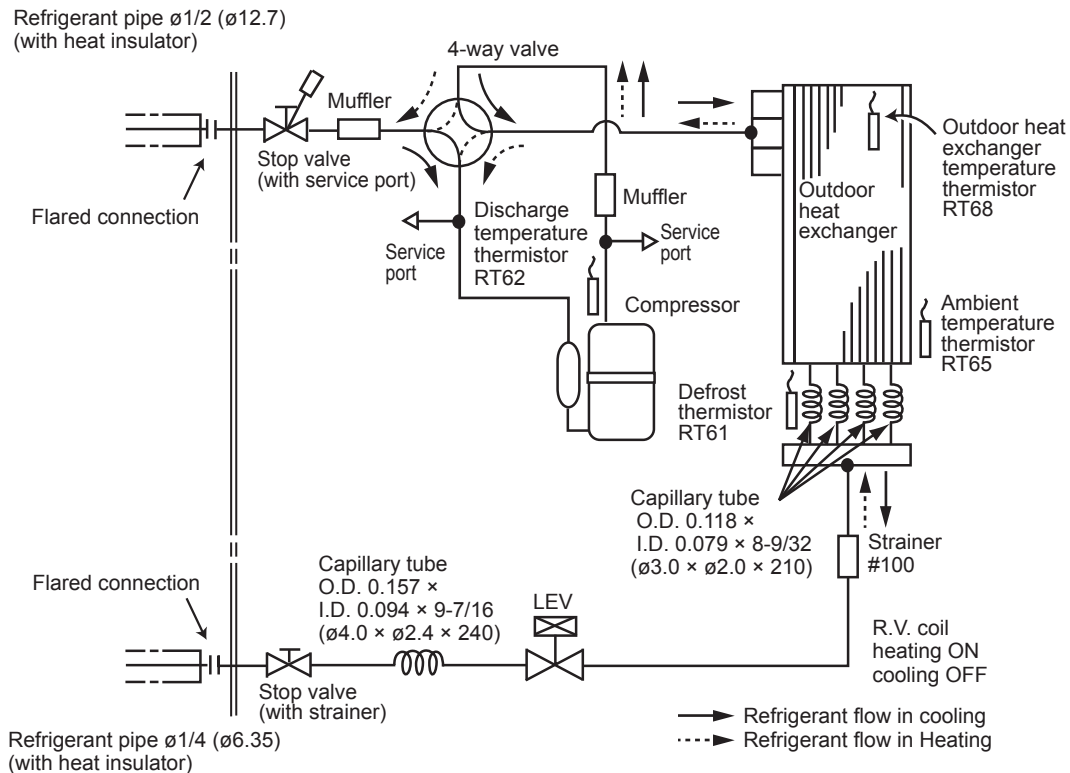 Refrigerant pipe ø1/2 (ø12.7)
(with heat insulator)
4-way valve
Muffler
Stop valve
(with service port)
Flared connection
Service
port
Discharge
temperature
thermistor
RT62
Muffler
Service
port
Compressor
Outdoor
heat
exchanger
Outdoor heat
exchanger
temperature
thermistor
RT68
Ambient
temperature
thermistor
RT65
Defrost
thermistor
RT61
Capillary tube
O.D. 0.118 ×
I.D. 0.079 × 8-9/32
(ø3.0 × ø2.0 × 210)
Strainer
#100
Flared connection
Capillary tube
O.D. 0.157 ×
I.D. 0.094 × 9-7/16
(ø4.0 × ø2.4 × 240)
LEV
R.V. coil
heating ON
cooling OFF
Stop valve
(with strainer)
Refrigerant pipe ø1/4 (ø6.35)
(with heat insulator)
Refrigerant flow in cooling
Refrigerant flow in Heating